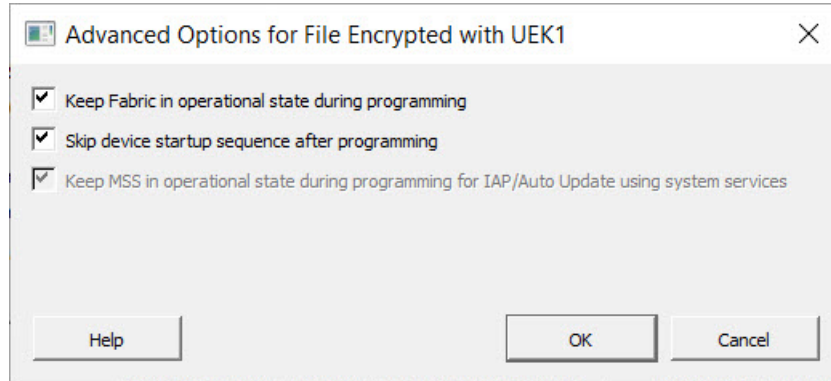 Advanced Options for File Encrypted with UEK1
Keep Fabric in operational state during programming
Skip device startup sequence after programming
Keep MSS in operational state during programming for IAP/Auto Update using system services
Help OK Cancel